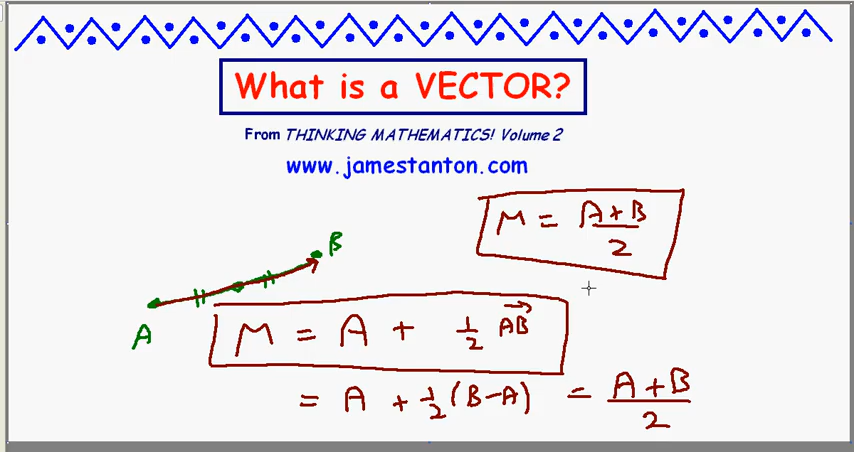 What is a VECTOR?
From THINKING MATHEMATICS! Volume 2
www.jamestanton.com
M = A+B/2
B
A
M = A + 1/2 AB→
= A + 1/2 (B-A) = A+B/2